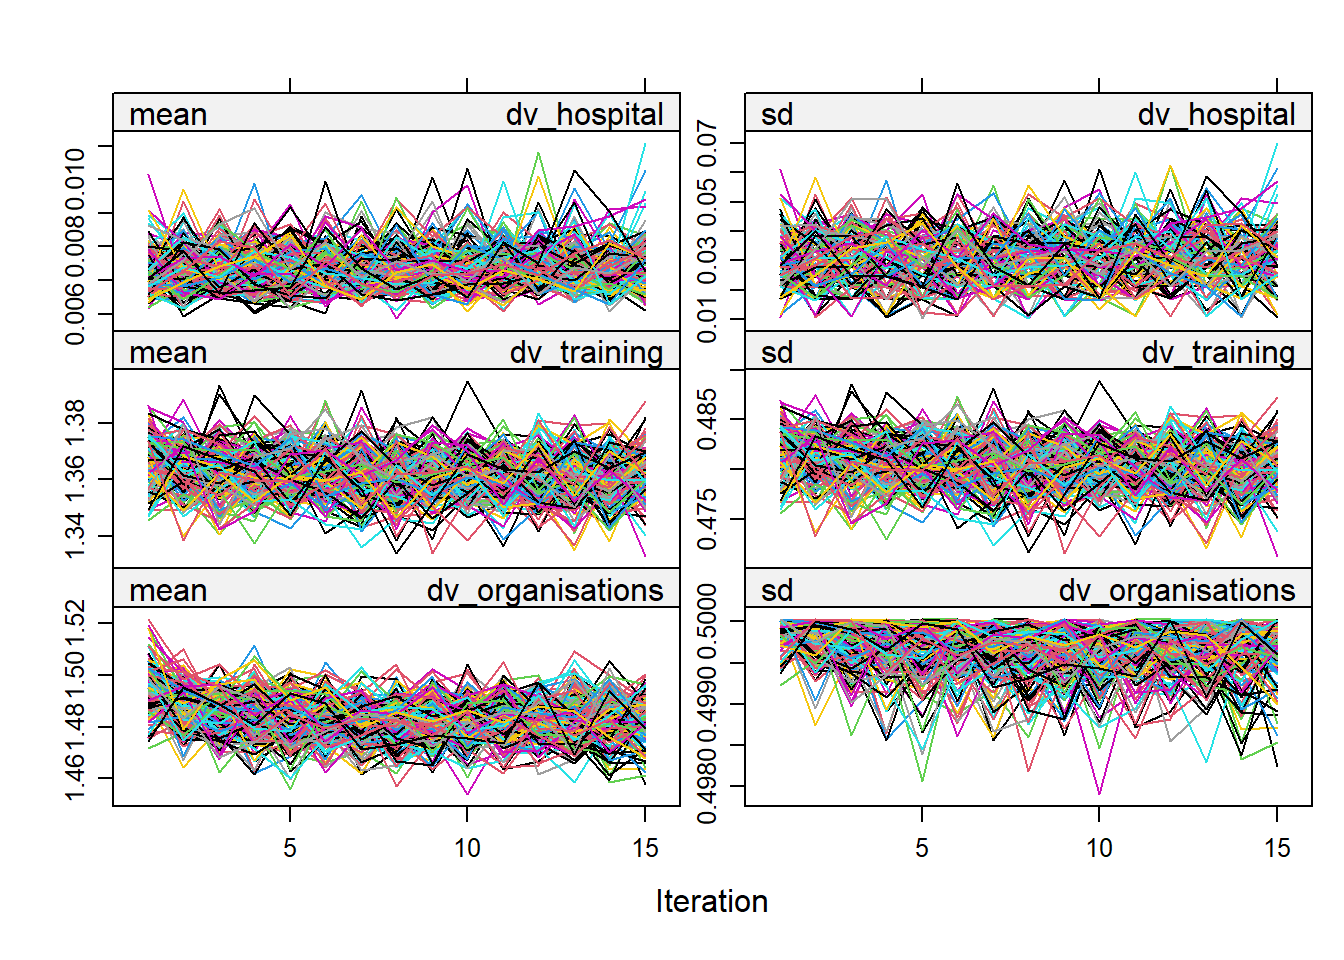 mean dv_hospital
sd dv_hospital
0.006 0.008 0.010
0.01 0.03 0.05 0.07
mean dv_training
sd dv_training
1.34 1.36 1.38
0.475 0.485
mean dv_organisations
sd dv_organisations
1.46 1.48 1.50 1.52
0.4980 0.4990 0.5000
5 10 15
5 10 15
Iteration